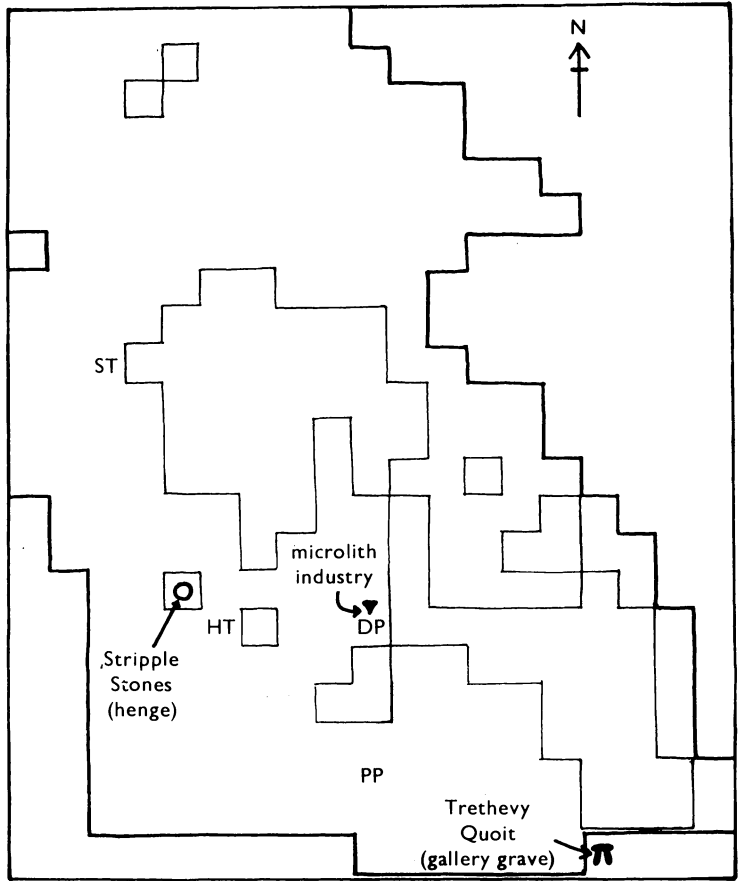 N
ST
microlith
industry
HT
DP
Stripple
Stones
(henge)
PP
Trethevy
Quoit
(gallery grave)